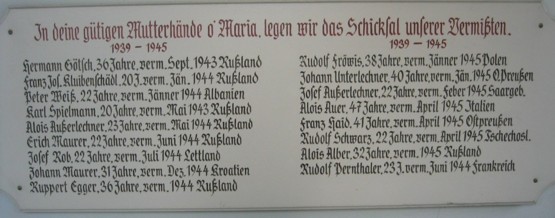 In deine gütigen Mutterhände o' Maria, legen wir das Schicksal unserer Vermißten.
1939 – 1945
Hermann Götsch, 36 Jahre, verm. Sept. 1943 Rußland
Franz Jos. Kluibenschädl, 20 J. verm. Jän. 1944 Rußland
Peter Weiß, 22 Jahre, verm. Jänner 1944 Albanien
Karl Spielmann, 20 Jahre, verm. Mai 1943 Rußland
Alois Außerlechner, 25 Jahre, verm. Mai 1944 Rußland
Erich Maurer, 22 Jahre, verm. Juni 1944 Rußland
Josef Rob, 22 Jahre, verm. Juli 1944 Lettland
Johann Maurer, 31 Jahre, verm. Dez. 1944 Kroatien
Ruppert Egger, 36 Jahre, verm. 1944 Rußland
1939 – 1945
Rudolf Fröwis, 38 Jahre, verm. Jänner 1945 Polen
Johann Unterlechner, 40 Jahre, verm. Jän. 1945 O.Preußen
Josef Außerlechner, 22 Jahre, verm. Feber 1945 Saargeb.
Alois Auer, 47 Jahre, verm. April 1945 Italien
Franz Haid, 41 Jahre, verm. April 1945 Ostpreußen
Rudolf Schwarz, 22 Jahre, verm. April 1945 Tschechosl.
Alois Alber, 32 Jahre, verm. 1945 Rußland
Rudolf Pernthaler, 23 J. verm. Juni 1944 Frankreich